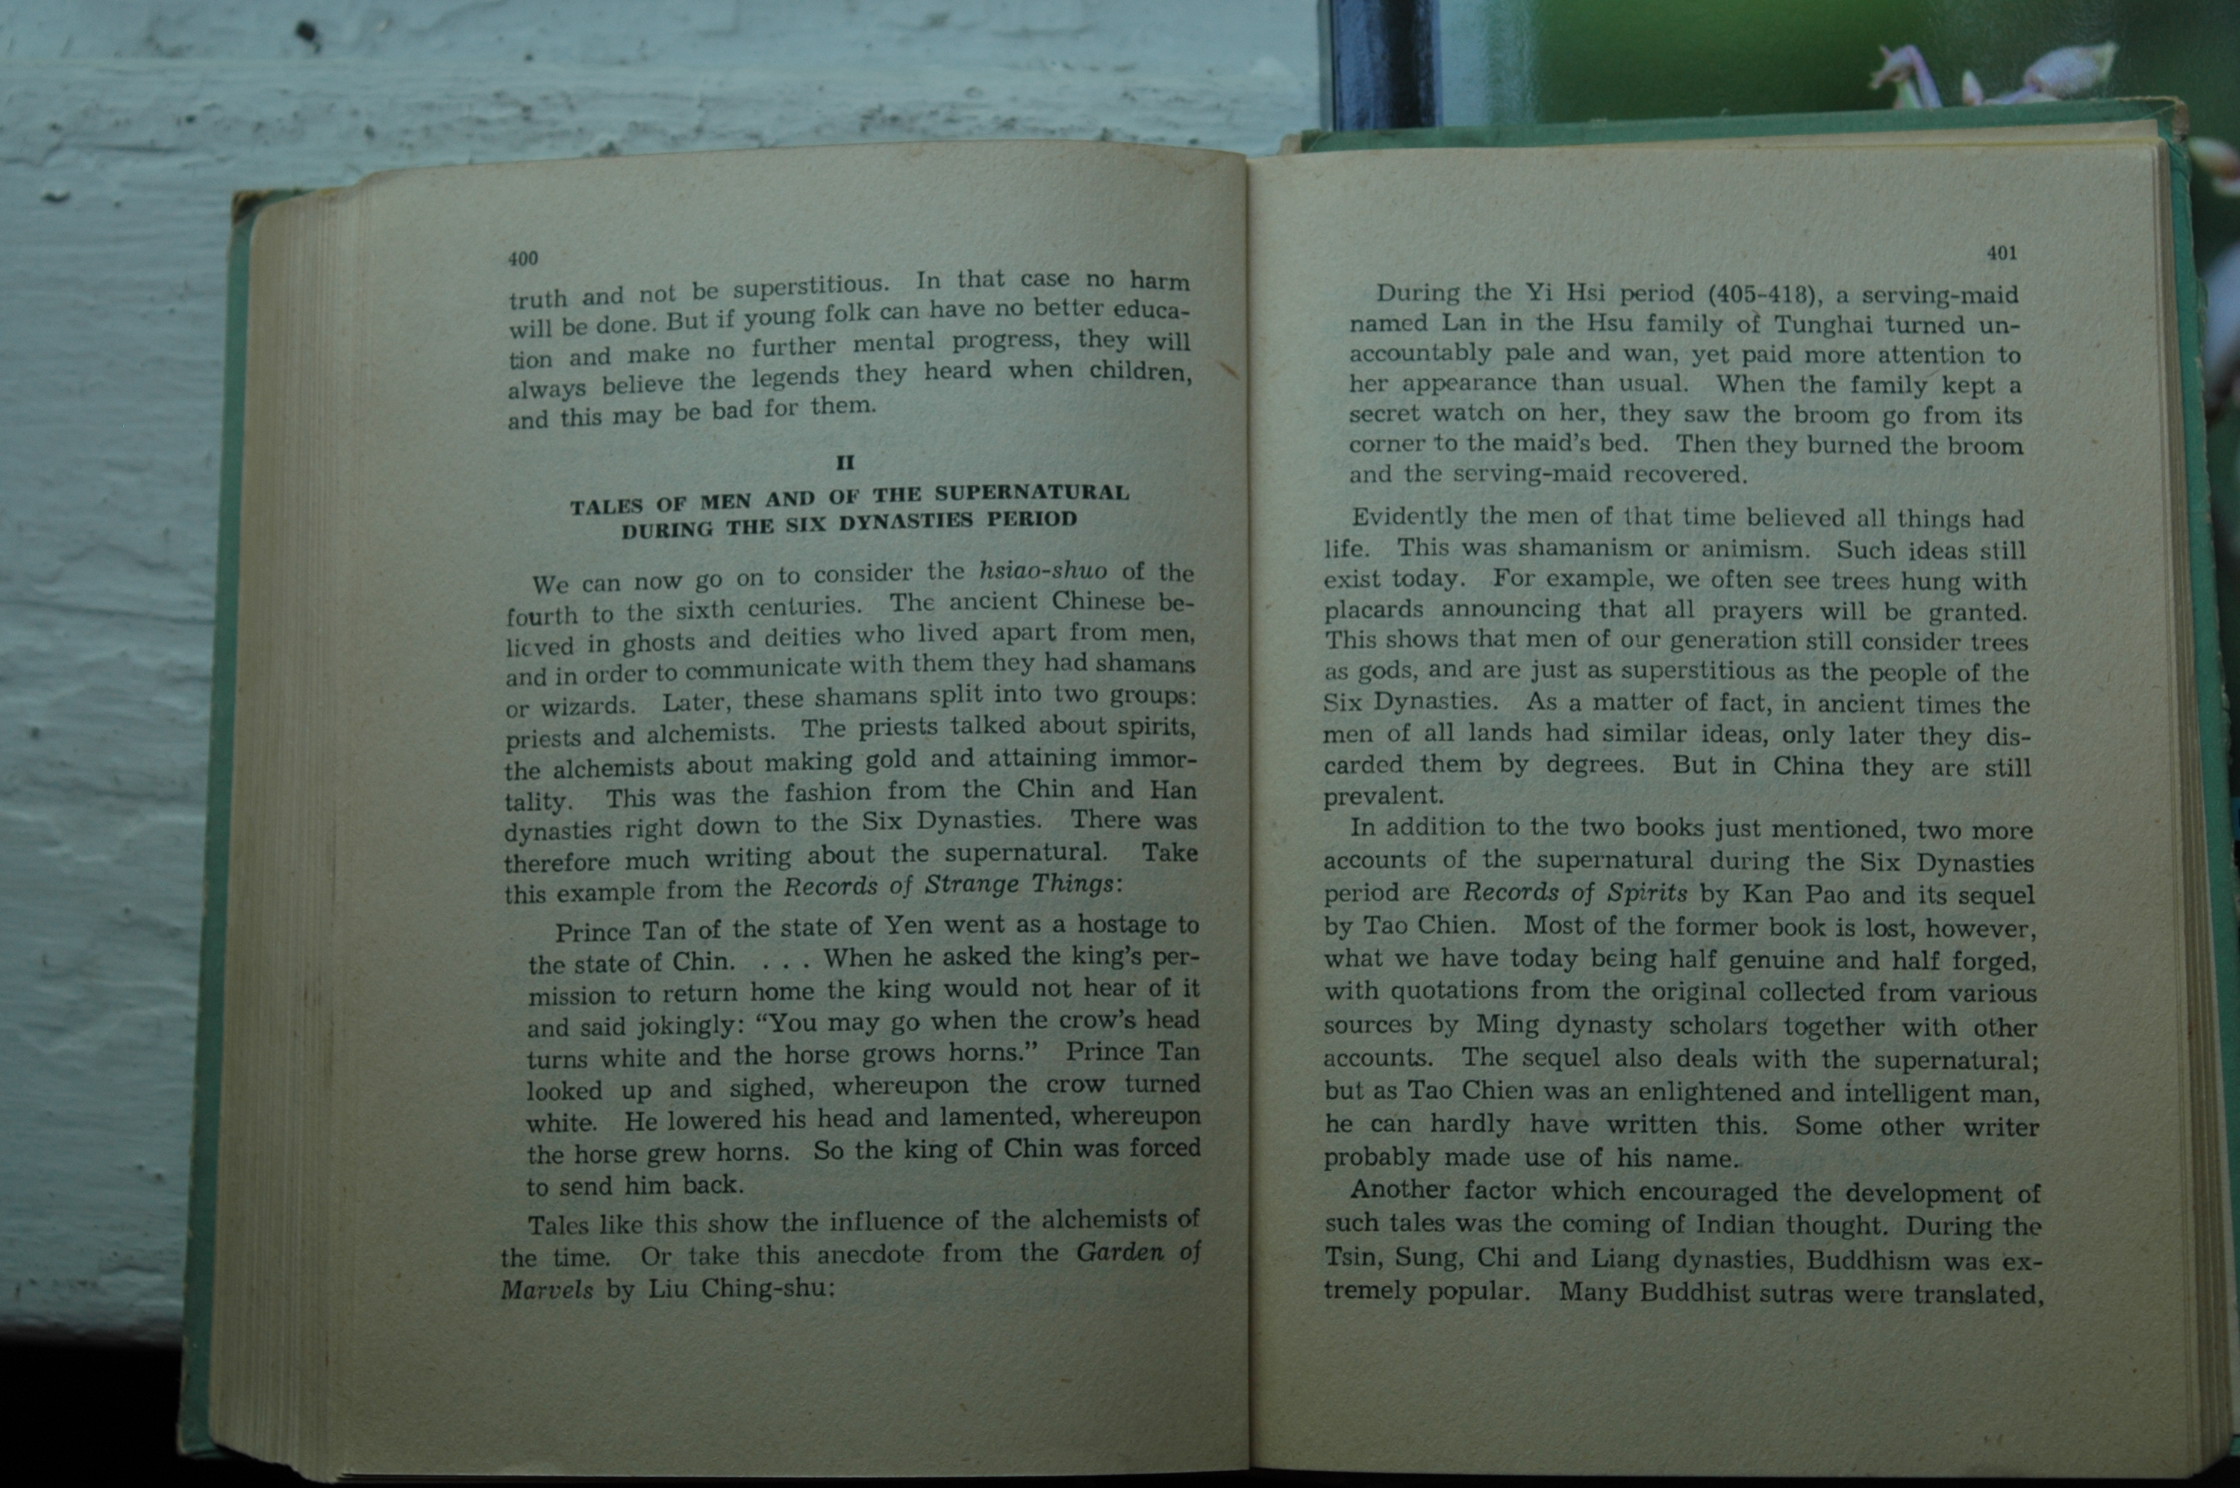 400
truth and not be superstitious. In that case no harm
will be done. But if young folk can have no better educa-
tion and make no further mental progress, they will
always believe the legends they heard when children,
and this may be bad for them.
II
TALES OF MEN AND OF THE SUPERNATURAL
DURING THE SIX DYNASTIES PERIOD
We can now go on to consider the hsiao-shuo of the
fourth to the sixth centuries. The ancient Chinese be-
licved in ghosts and deities who lived apart from men,
and in order to communicate with them they had shamans
or wizards. Later, these shamans split into two groups:
priests and alchemists. The priests talked about spirits,
the alchemists about making gold and attaining immor-
tality. This was the fashion from the Chin and Han
dynasties right down to the Six Dynasties. There was
therefore much writing about the supernatural. Take
this example from the Records of Strange Things:
Prince Tan of the state of Yen went as a hostage to
the state of Chin. . . . When he asked the king's per-
mission to return home the king would not hear of it
and said jokingly: “You may go when the crow's head
turns white and the horse grows horns.” Prince Tan
looked up and sighed, whereupon the crow turned
white. He lowered his head and lamented, whereupon
the horse grew horns. So the king of Chin was forced
to send him back.
Tales like this show the influence of the alchemists of
the time. Or take this anecdote from the Garden of
Marvels by Liu Ching-shu:
401
During the Yi Hsi period (405-418), a serving-maid
named Lan in the Hsu family of Tunghai turned un-
accountably pale and wan, yet paid more attention to
her appearance than usual. When the family kept a
secret watch on her, they saw the broom go from its
corner to the maid's bed. Then they burned the broom
and the serving-maid recovered.
Evidently the men of that time believed all things had
life. This was shamanism or animism. Such ideas still
exist today. For example, we often see trees hung with
placards announcing that all prayers will be granted.
This shows that men of our generation still consider trees
as gods, and are just as superstitious as the people of the
Six Dynasties. As a matter of fact, in ancient times the
men of all lands had similar ideas, only later they dis-
carded them by degrees. But in China they are still
prevalent.
In addition to the two books just mentioned, two more
accounts of the supernatural during the Six Dynasties
period are Records of Spirits by Kan Pao and its sequel
by Tao Chien. Most of the former book is lost, however,
what we have today being half genuine and half forged,
with quotations from the original collected from various
sources by Ming dynasty scholars together with other
accounts. The sequel also deals with the supernatural;
but as Tao Chien was an enlightened and intelligent man,
he can hardly have written this. Some other writer
probably made use of his name.
Another factor which encouraged the development of
such tales was the coming of Indian thought. During the
Tsin, Sung, Chi and Liang dynasties, Buddhism was ex-
tremely popular. Many Buddhist sutras were translated,